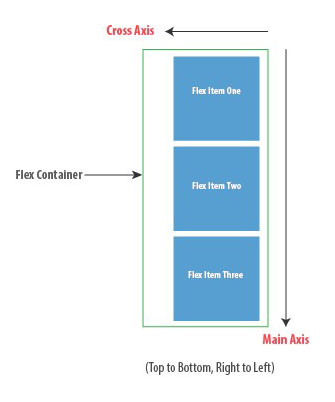 Cross Axis
Flex Item One
Flex Container
Flex Item Two
Flex Item Three
Main Axis
(Top to Bottom, Right to Left)